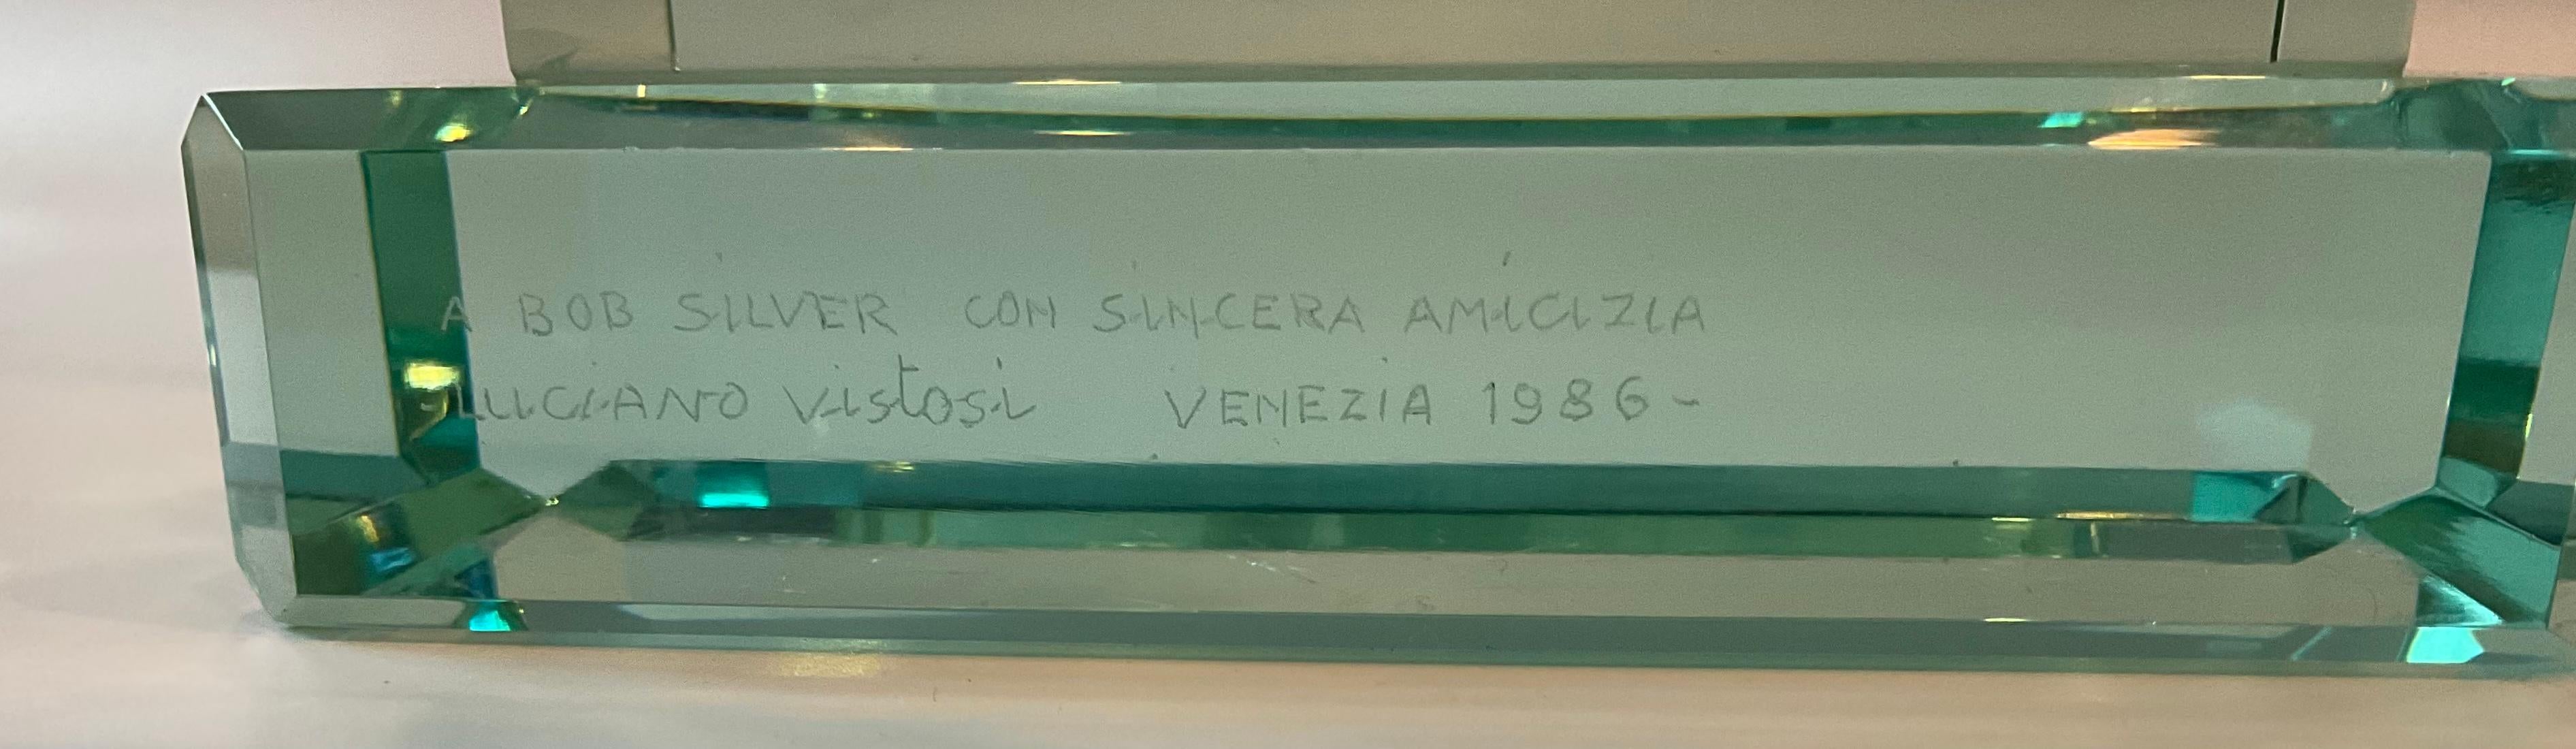 A BOB SILVER CON SINCERA AMICIZIA
LUCIANO Vistosi VENEZIA 1986-